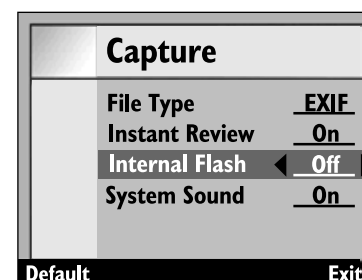 Capture
File Type EXIF
Instant Review On
Internal Flash Off
System Sound On
Default Exit